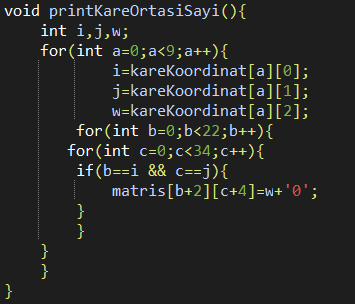 void printKareOrtasiSayi(){
    int i,j,w;
    for(int a=0;a<9;a++){
            i=kareKoordinat[a][0];
            j=kareKoordinat[a][1];
            w=kareKoordinat[a][2];
        for(int b=0;b<22;b++){
       for(int c=0;c<34;c++){
        if(b==i && c==j){
            matris[b+2][c+4]=w+'0';
        }
        }
    }
    }
}